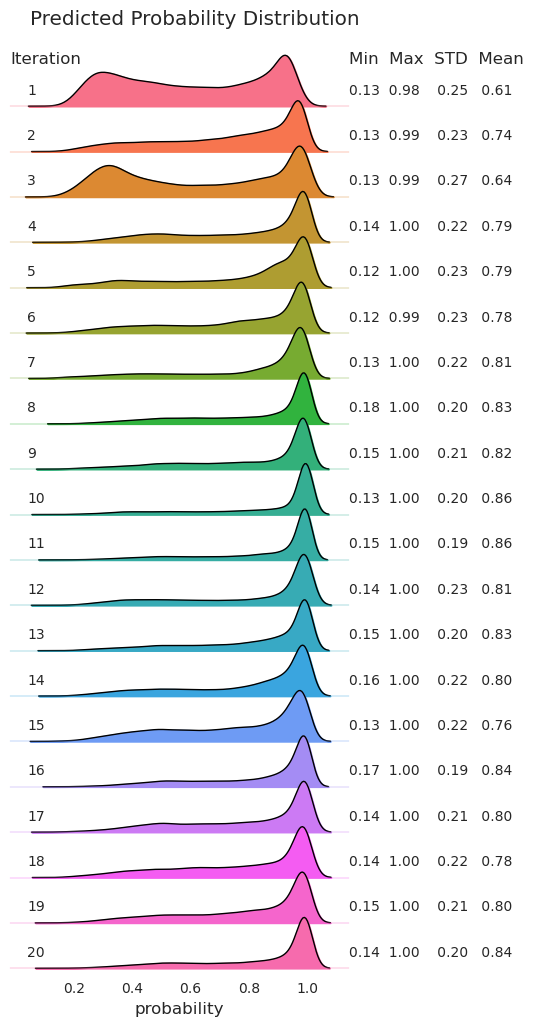 Predicted Probability Distribution
Iteration Min Max STD Mean
1 0.13 0.98 0.25 0.61
2 0.13 0.99 0.23 0.74
3 0.13 0.99 0.27 0.64
4 0.14 1.00 0.22 0.79
5 0.12 1.00 0.23 0.79
6 0.12 0.99 0.23 0.78
7 0.13 1.00 0.22 0.81
8 0.18 1.00 0.20 0.83
9 0.15 1.00 0.21 0.82
10 0.13 1.00 0.20 0.86
11 0.15 1.00 0.19 0.86
12 0.14 1.00 0.23 0.81
13 0.15 1.00 0.20 0.83
14 0.16 1.00 0.22 0.80
15 0.13 1.00 0.22 0.76
16 0.17 1.00 0.19 0.84
17 0.14 1.00 0.21 0.80
18 0.14 1.00 0.22 0.78
19 0.15 1.00 0.21 0.80
20 0.14 1.00 0.20 0.84
0.2 0.4 0.6 0.8 1.0
probability